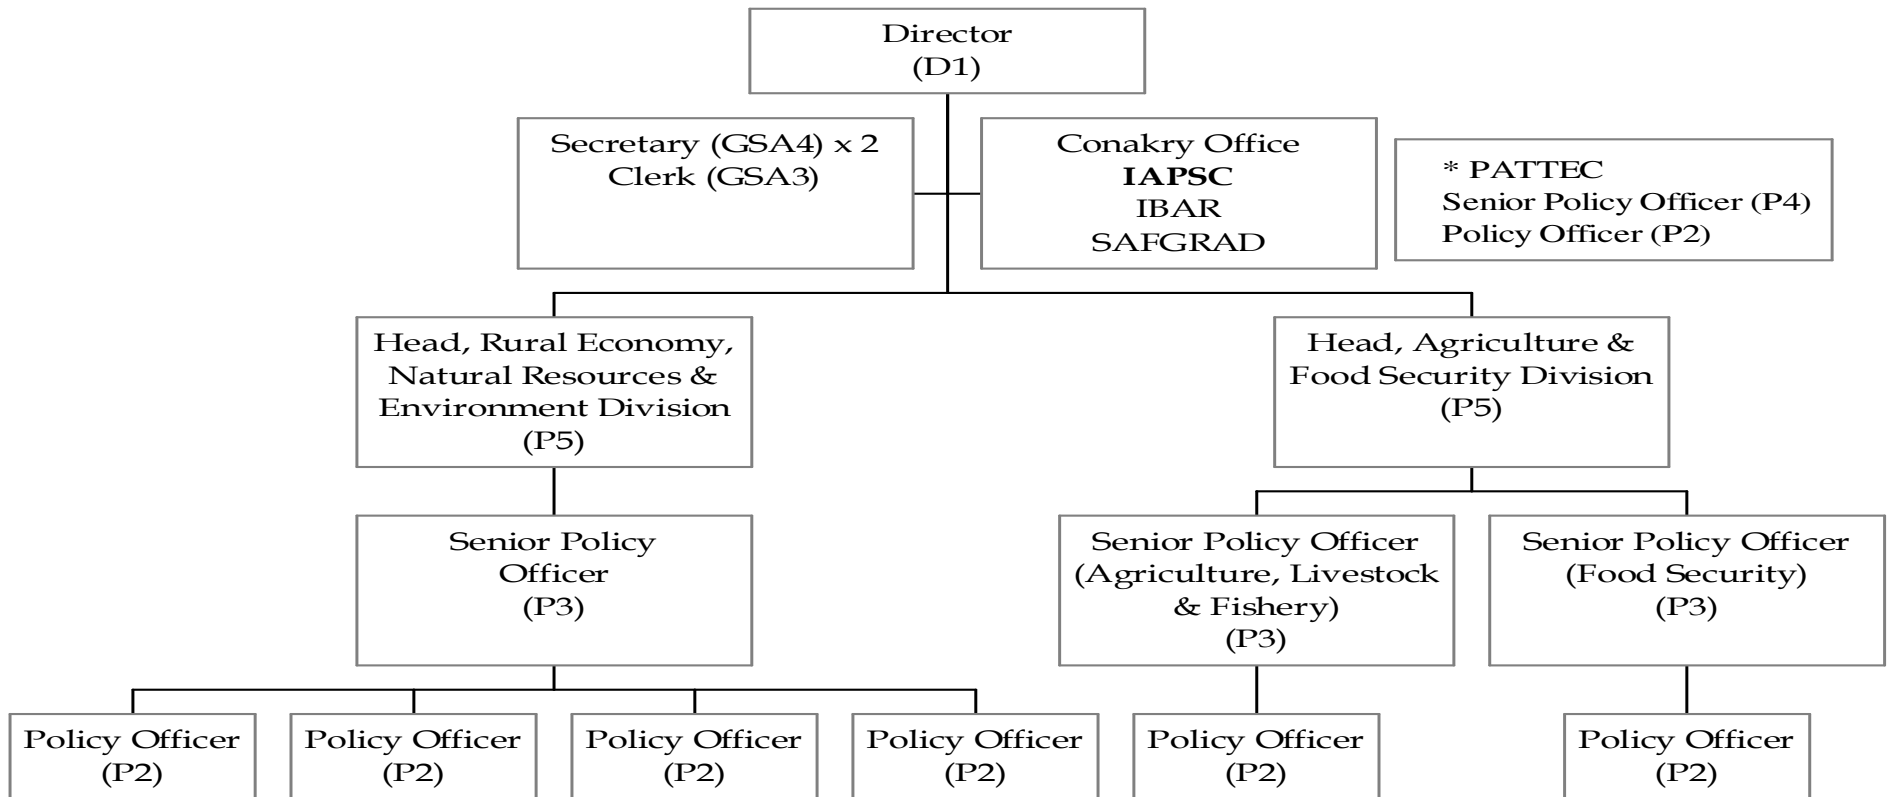 Director
(D1)
Secretary (GSA4) x 2
Clerk (GSA3)
Conakry Office
IAPSC
IBAR
SAFGRAD
* PATTEC
Senior Policy Officer (P4)
Policy Officer (P2)
Head, Rural Economy,
Natural Resources &
Environment Division
(P5)
Head, Agriculture &
Food Security Division
(P5)
Senior Policy
Officer
(P3)
Senior Policy Officer
(Agriculture, Livestock
& Fishery)
(P3)
Senior Policy Officer
(Food Security)
(P3)
Policy Officer
(P2)
Policy Officer
(P2)
Policy Officer
(P2)
Policy Officer
(P2)
Policy Officer
(P2)
Policy Officer
(P2)